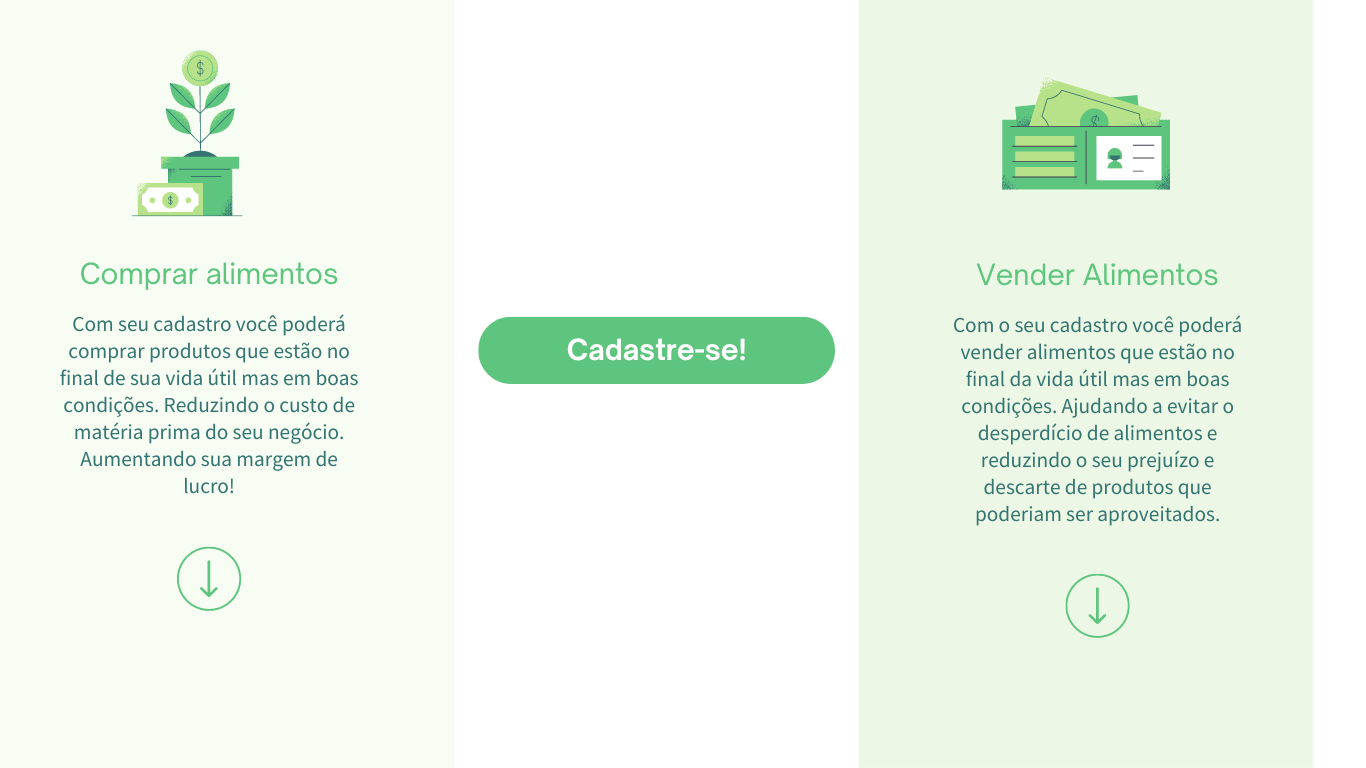 $
$
Comprar alimentos
Com seu cadastro você poderá
comprar produtos que estão no
final de sua vida útil mas em boas
condições. Reduzindo o custo de
matéria prima do seu negócio.
Aumentando sua margem de
lucro!
Cadastre-se!
$
Vender Alimentos
Com o seu cadastro você poderá
vender alimentos que estão no
final da vida útil mas em boas
condições. Ajudando a evitar o
desperdício de alimentos e
reduzindo o seu prejuízo e
descarte de produtos que
poderiam ser aproveitados.